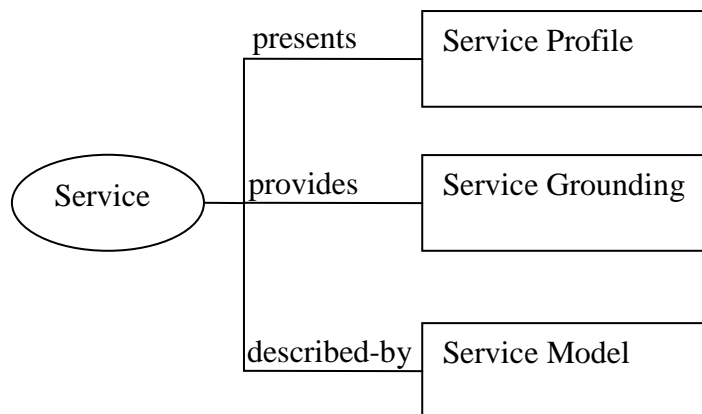 presents
Service Profile
Service
provides
Service Grounding
described-by
Service Model